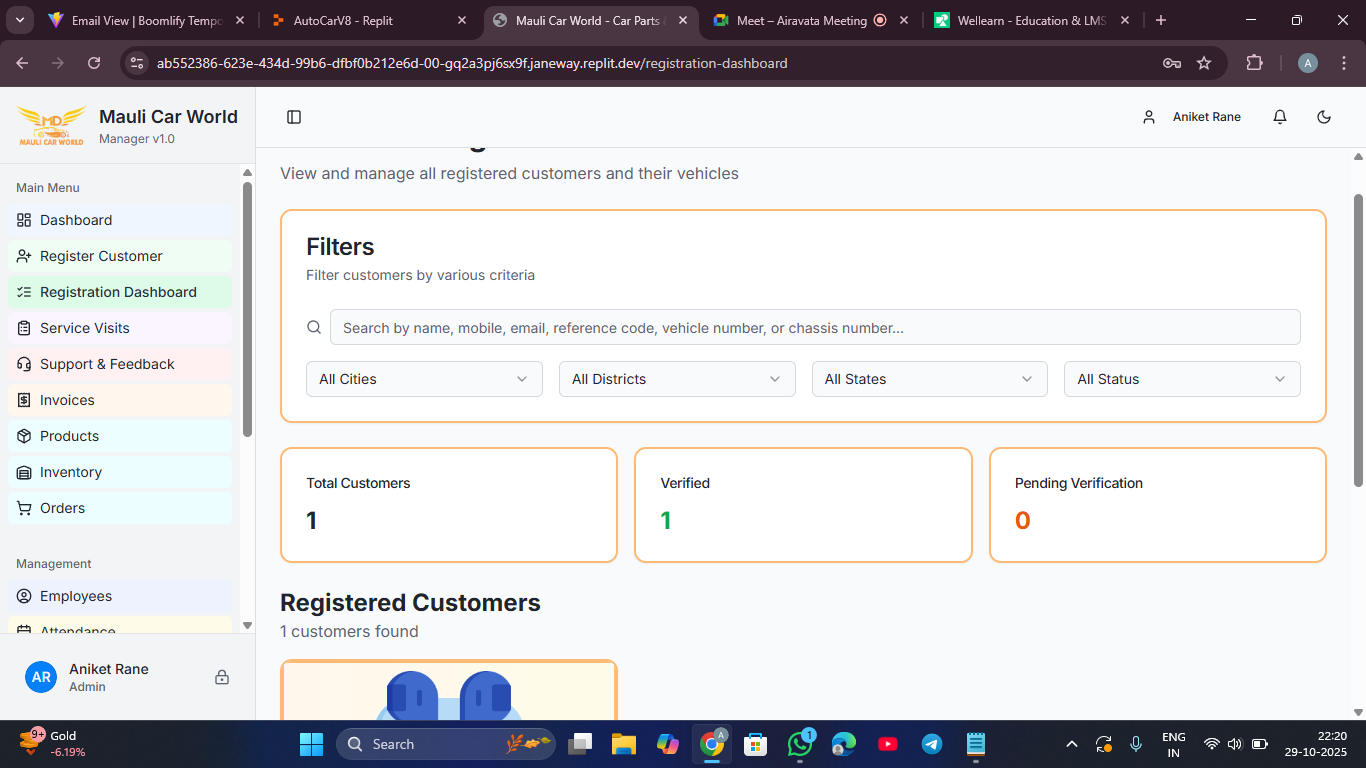 Email View | Boomlify Tempo
AutoCarV8 - Replit
Mauli Car World - Car Parts
Meet – Airavata Meeting
Wellearn - Education & LMS
ab552386-623e-434d-99b6-dfbf0b212e6d-00-gq2a3pj6sx9f.janeway.replit.dev/registration-dashboard
A
MD
MAULI CAR WORLD
Mauli Car World
Manager v1.0
Aniket Rane
Main Menu
Dashboard
Register Customer
Registration Dashboard
Service Visits
Support & Feedback
Invoices
Products
Inventory
Orders
Management
Employees
Attendance
AR
Aniket Rane
Admin
View and manage all registered customers and their vehicles
Filters
Filter customers by various criteria
Search by name, mobile, email, reference code, vehicle number, or chassis number...
All Cities
All Districts
All States
All Status
Total Customers
1
Verified
1
Pending Verification
0
Registered Customers
1 customers found
9+
Gold
-6.19%
Search
A
1
ENG
IN
22:20
29-10-2025